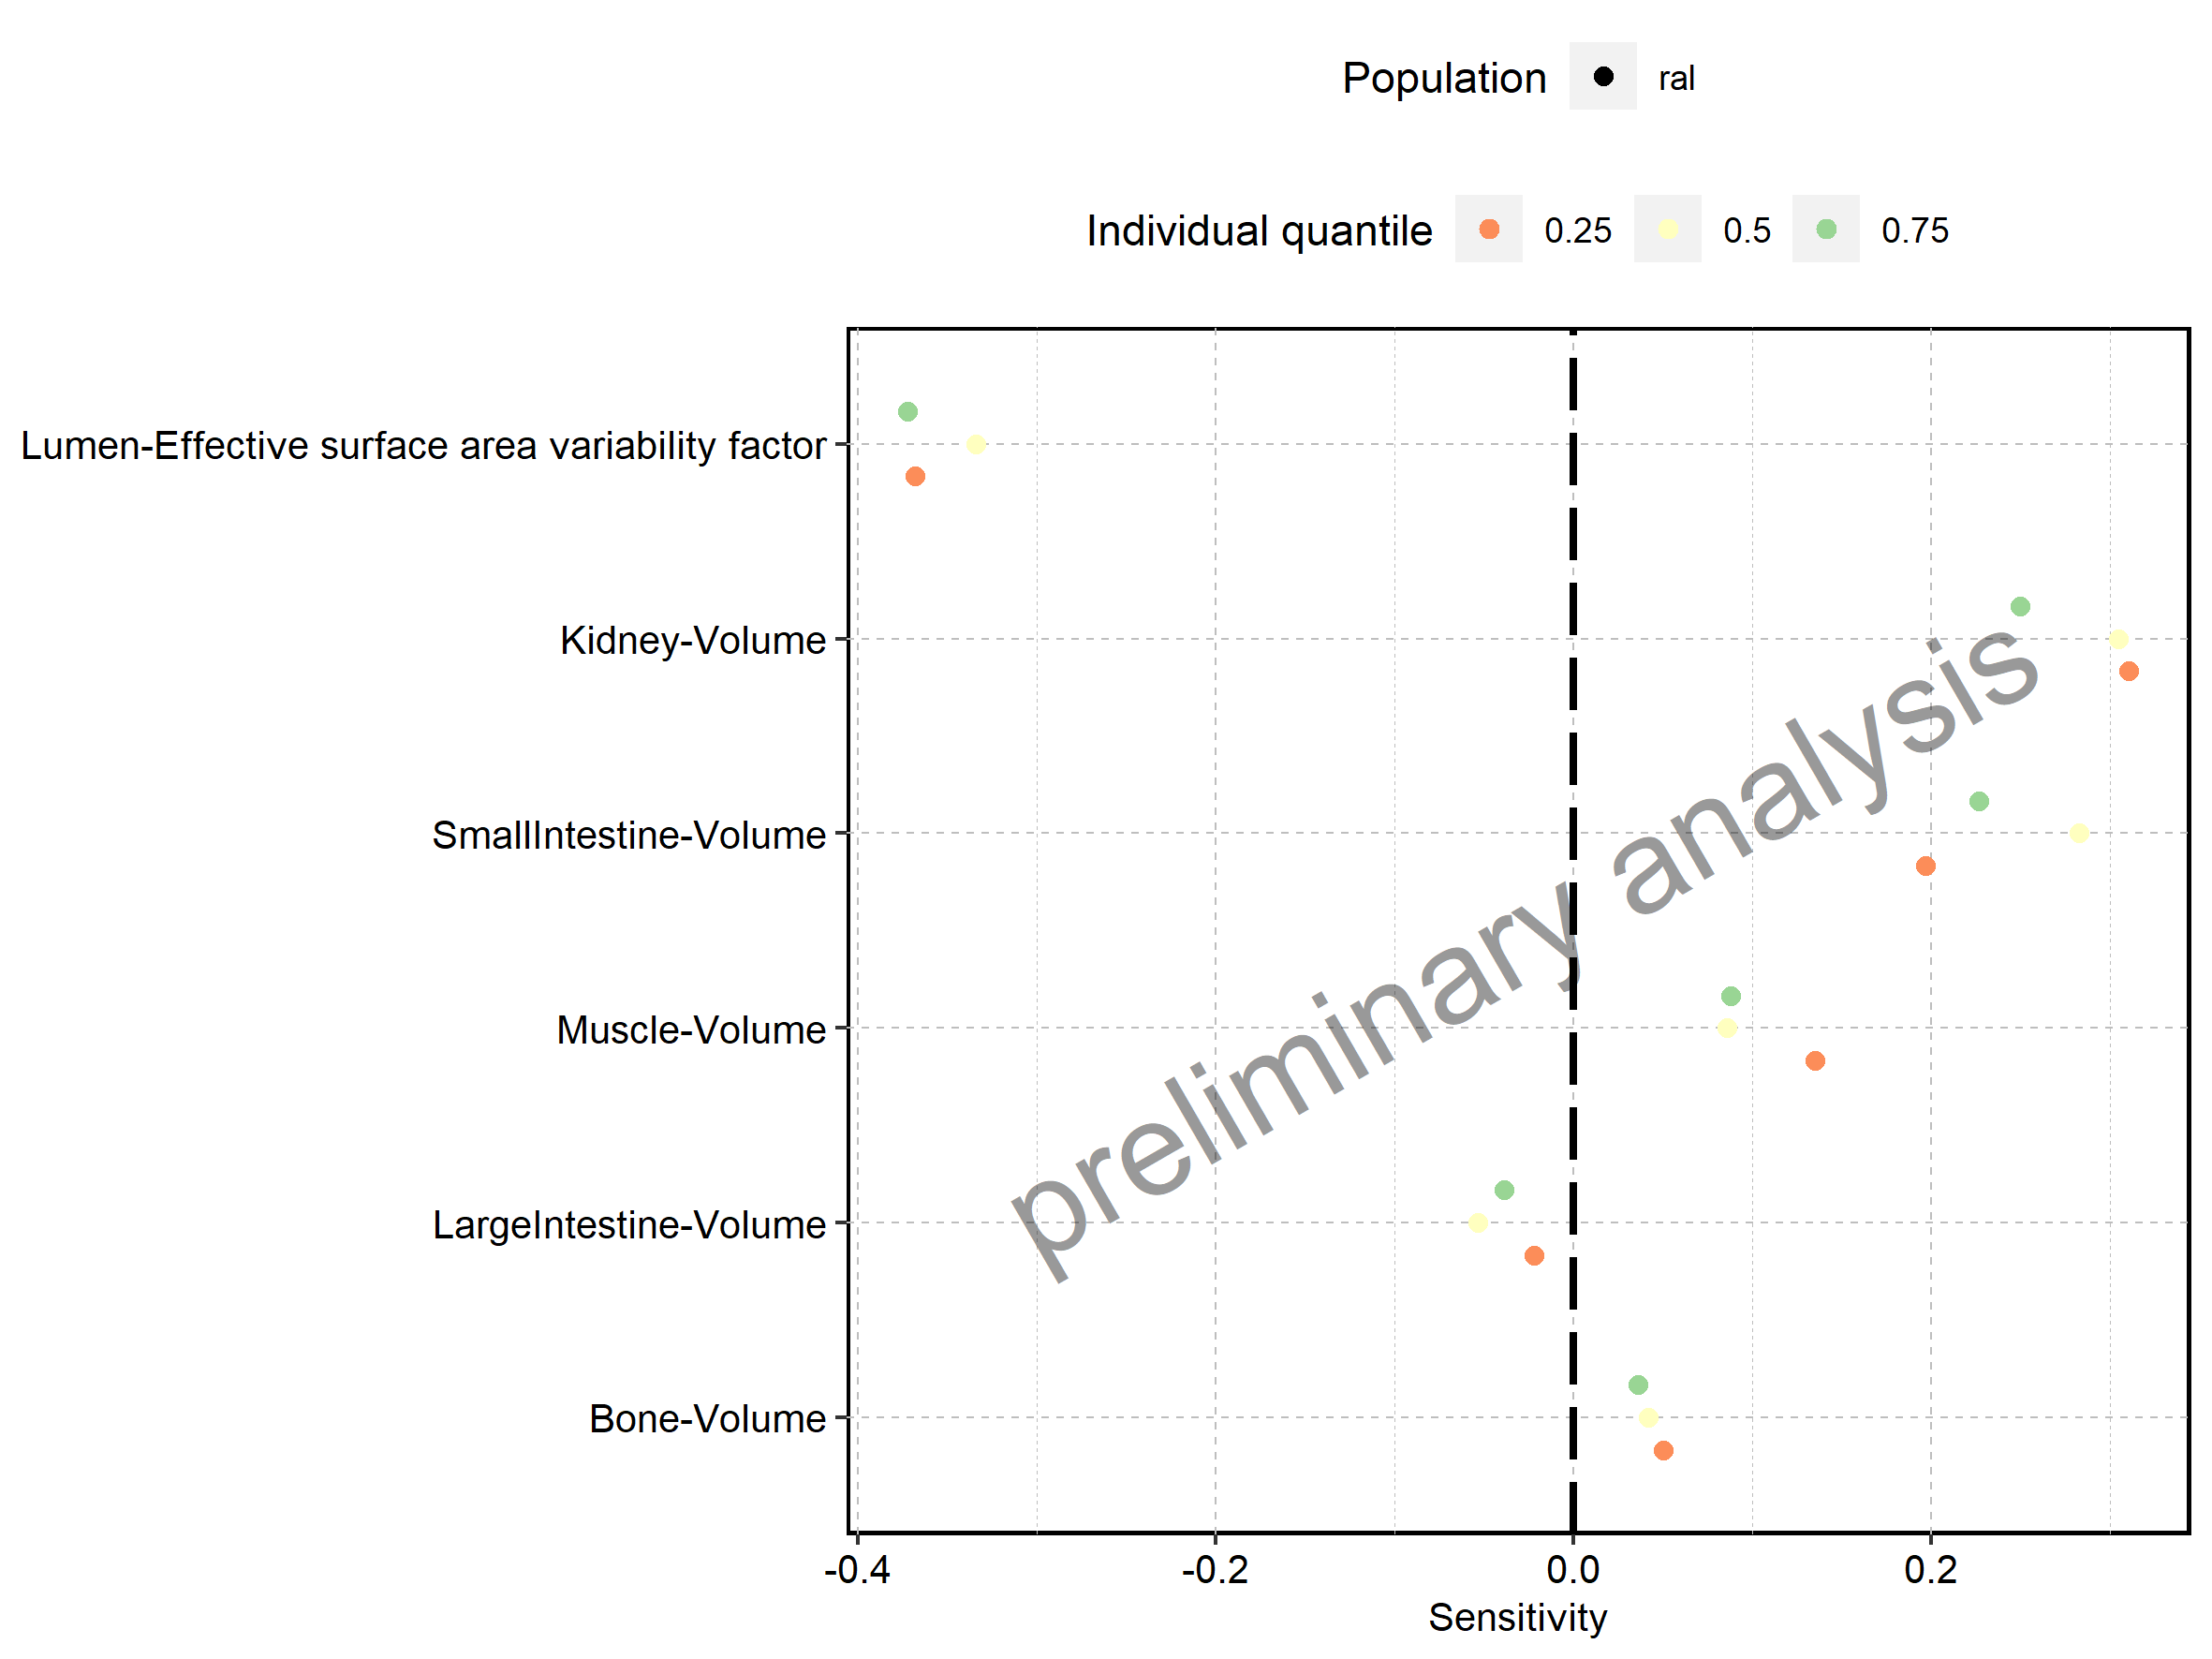 Population ral
Individual quantile 0.25 0.5 0.75
Lumen-Effective surface area variability factor
Kidney-Volume
SmallIntestine-Volume
Muscle-Volume
LargeIntestine-Volume
Bone-Volume
preliminary analysis
-0.4 -0.2 0.0 0.2
Sensitivity